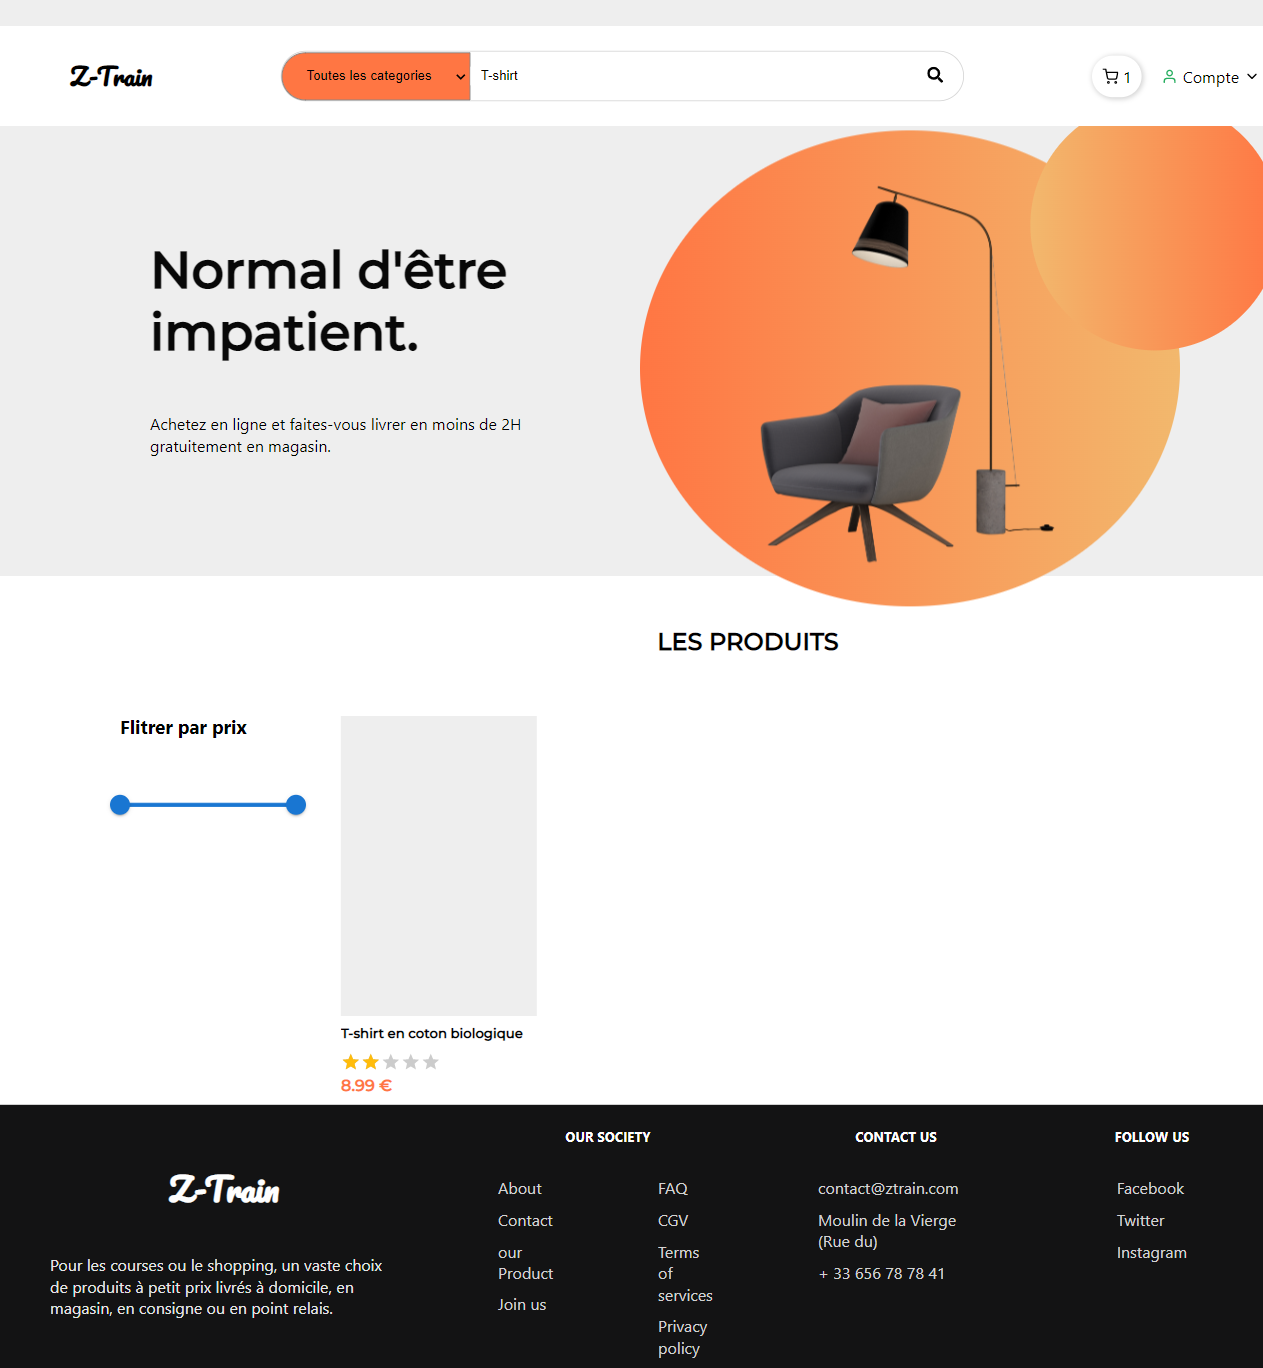 Z-Train
Toutes les categories
T-shirt
1
Compte
Normal d'être
impatient.
Achetez en ligne et faites-vous livrer en moins de 2H
gratuitement en magasin.
LES PRODUITS
Flitrer par prix
T-shirt en coton biologique
8.99 €
Z-Train
Pour les courses ou le shopping, un vaste choix
de produits à petit prix livrés à domicile, en
magasin, en consigne ou en point relais.
OUR SOCIETY
About
Contact
our
Product
Join us
FAQ
CGV
Terms
of
services
Privacy
policy
CONTACT US
contact@ztrain.com
Moulin de la Vierge
(Rue du)
+ 33 656 78 78 41
FOLLOW US
Facebook
Twitter
Instagram